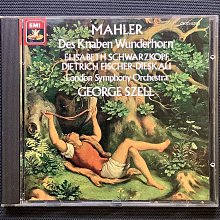 EMI
MAHLER
Des Knaben Wunderhorn
ELISABETH SCHWARZKOPF
DIETRICH FISCHER-DIESKAU
London Symphony Orchestra
GEORGE SZELL